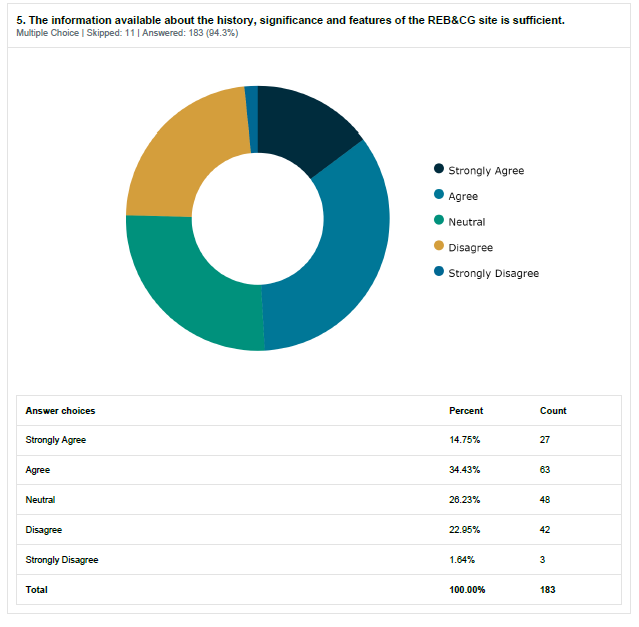 5. The information available about the history, significance and features of the REB&CG site is sufficient.
Multiple Choice | Skipped: 11 | Answered: 183 (94.3%)
Strongly Agree
Agree
Neutral
Disagree
Strongly Disagree
Answer choices Percent Count
Strongly Agree 14.75% 27
Agree 34.43% 63
Neutral 26.23% 48
Disagree 22.95% 42
Strongly Disagree 1.64% 3
Total 100.00% 183